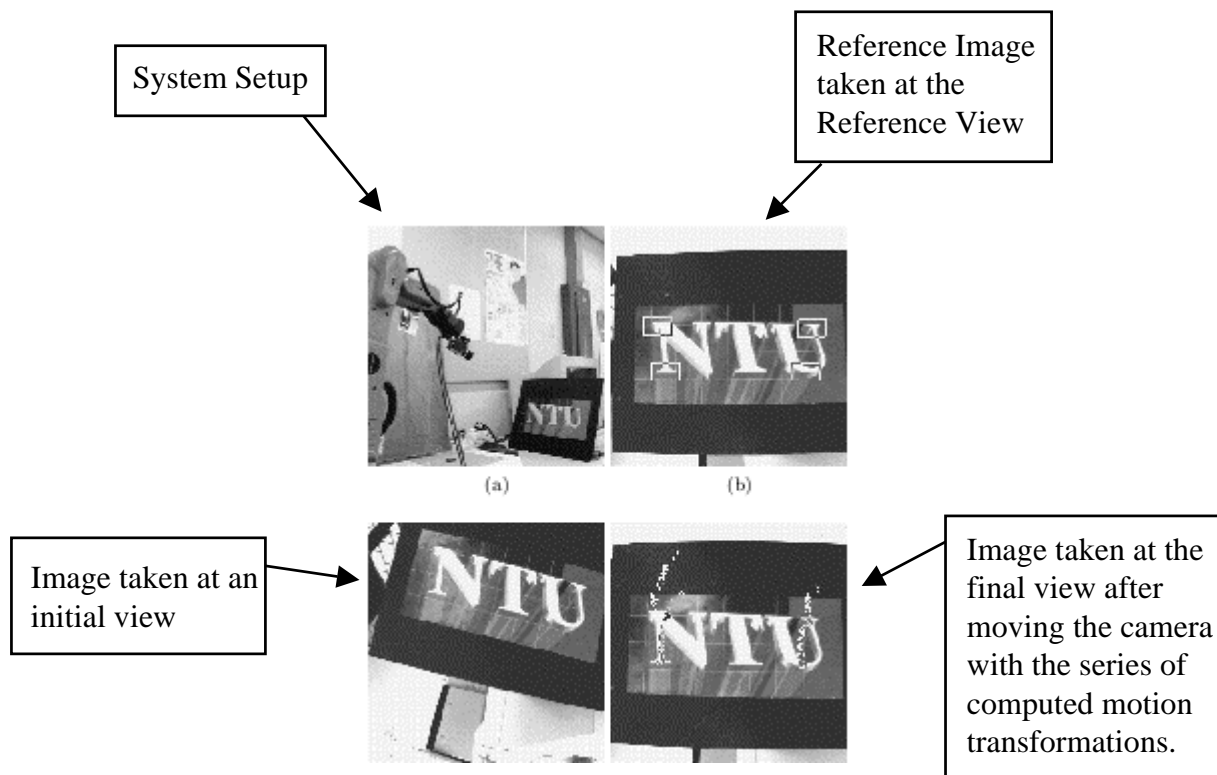 System Setup
Reference Image
taken at the
Reference View
NTU
NTU
(a)
(b)
Image taken at an
initial view
NTU
NTU
Image taken at the
final view after
moving the camera
with the series of
computed motion
transformations.